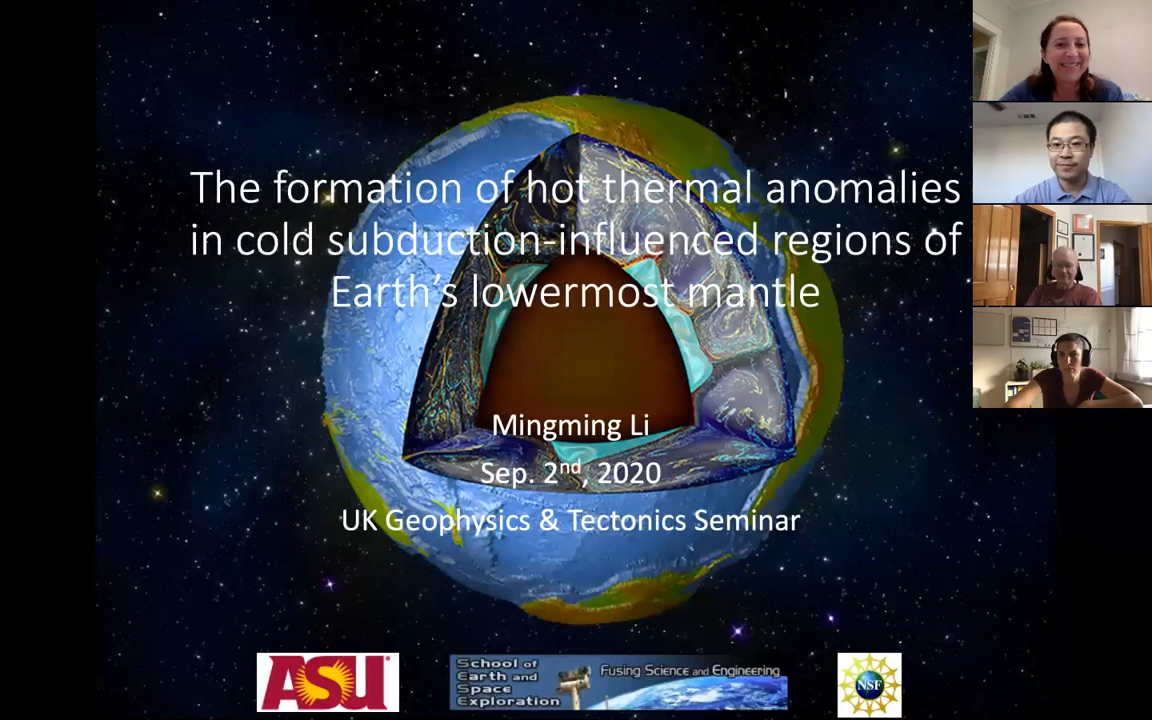 The formation of hot thermal anomalies
in cold subduction-influenced regions of
Earth's lowermost mantle
Mingming Li
Sep. 2nd, 2020
UK Geophysics & Tectonics Seminar
ASU
School of
Earth and
Space
Exploration
Fusing Science and Engineering
NSF